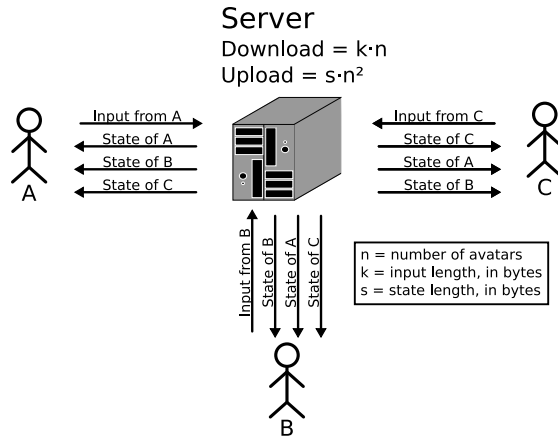 Server
Download = k·n
Upload = s·n²
Input from A
State of A
State of B
State of C
A
Input from C
State of C
State of A
State of B
C
Input from B
State of B
State of A
State of C
B
n = number of avatars
k = input length, in bytes
s = state length, in bytes